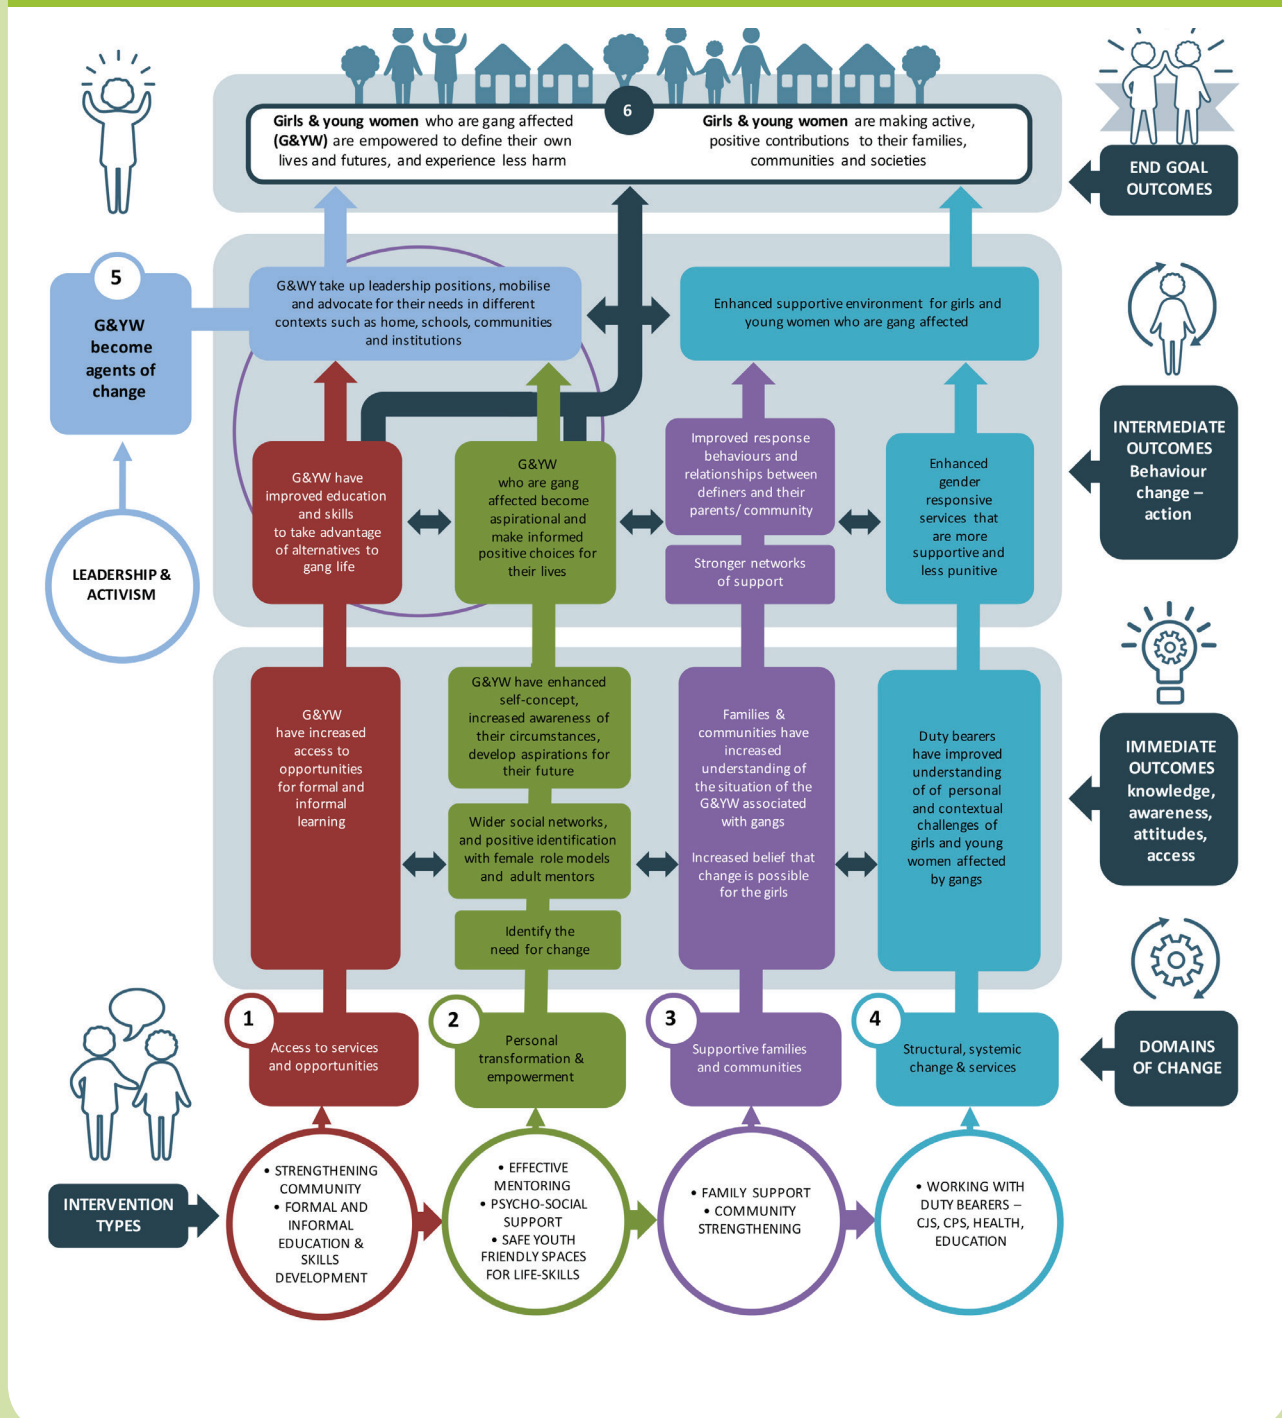 6
Girls & young women who are gang affected
(G&YW) are empowered to define their own
lives and futures, and experience less harm
Girls & young women are making active,
positive contributions to their families,
communities and societies
END GOAL
OUTCOMES
5
G&YW
become
agents of
change
G&WY take up leadership positions, mobilise
and advocate for their needs in different
contexts such as home, schools, communities
and institutions
Enhanced supportive environment for girls and
young women who are gang affected
LEADERSHIP &
ACTIVISM
G&YW have
improved education
and skills
to take advantage
of alternatives to
gang life
G&YW
who are gang
affected become
aspirational and
make informed
positive choices for
their lives
Improved response
behaviours and
relationships between
definers and their
parents/ community
Stronger networks
of support
Enhanced
gender
responsive
services that
are more
supportive and
less punitive
INTERMEDIATE
OUTCOMES
Behaviour
change –
action
G&YW
have increased
access to
opportunities
for formal and
informal
learning
G&YW have enhanced
self-concept,
increased awareness of
their circumstances,
develop aspirations for
their future
Wider social networks,
and positive identification
with female role models
and adult mentors
Identify the
need for change
Families &
communities have
increased
understanding of
the situation of the
G&YW associated
with gangs
Increased belief that
change is possible
for the girls
Duty bearers
have improved
understanding
of of personal
and contextual
challenges of
girls and young
women affected
by gangs
IMMEDIATE
OUTCOMES
knowledge,
awareness,
attitudes,
access
1
Access to services
and opportunities
2
Personal
transformation &
empowerment
3
Supportive families
and communities
4
Structural, systemic
change & services
DOMAINS
OF CHANGE
INTERVENTION
TYPES
• STRENGTHENING
COMMUNITY
• FORMAL AND
INFORMAL
EDUCATION &
SKILLS
DEVELOPMENT
• EFFECTIVE
MENTORING
• PSYCHO-SOCIAL
SUPPORT
• SAFE YOUTH
FRIENDLY SPACES
FOR LIFE-SKILLS
• FAMILY SUPPORT
• COMMUNITY
STRENGTHENING
• WORKING WITH
DUTY BEARERS –
CJS, CPS, HEALTH,
EDUCATION